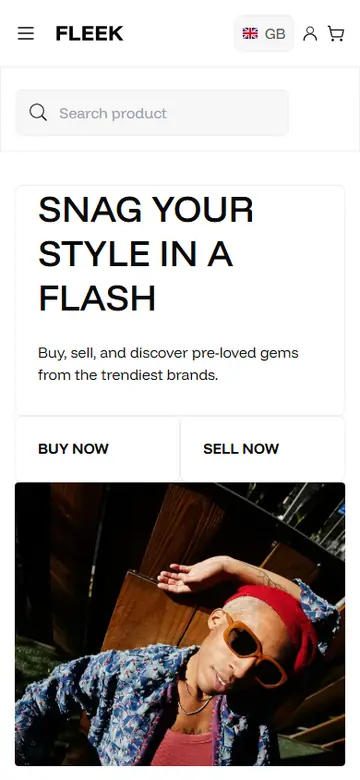 FLEEK
GB
Search product
SNAG YOUR
STYLE IN A
FLASH
Buy, sell, and discover pre-loved gems
from the trendiest brands.
BUY NOW
SELL NOW